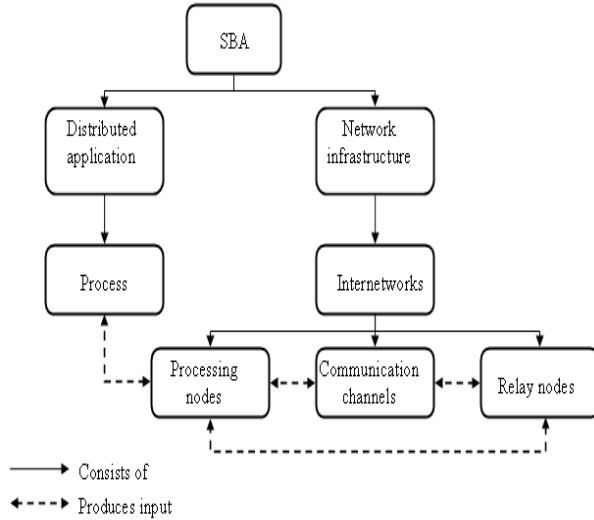 SBA
Distributed
application
Network
infrastructure
Process
Internetworks
Processing
nodes
Communication
channels
Relay nodes
Consists of
Produces input